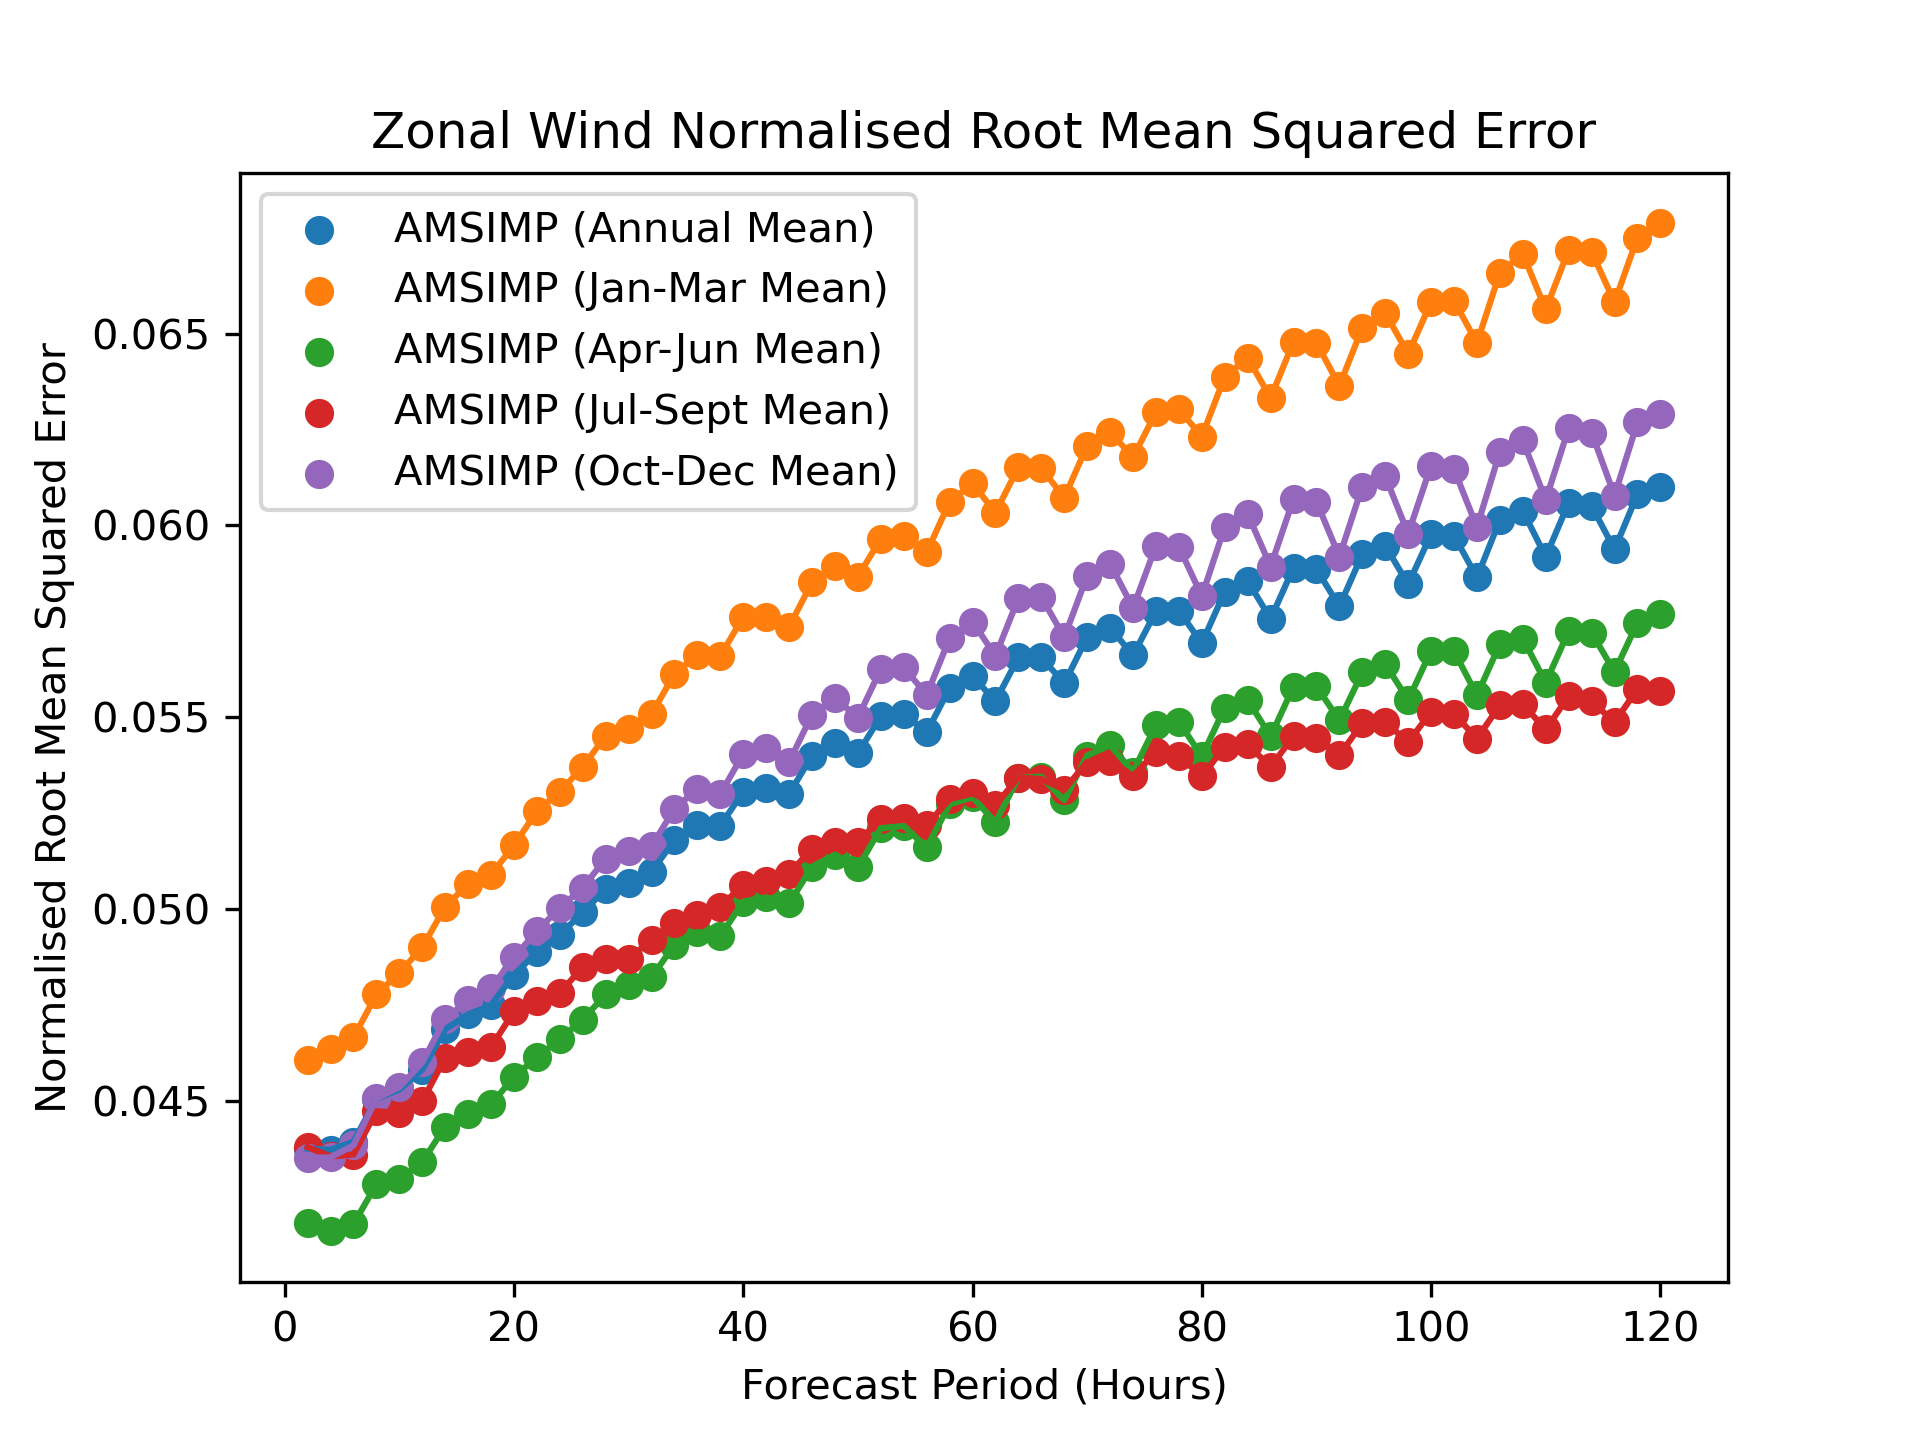 Zonal Wind Normalised Root Mean Squared Error
AMSIMP (Annual Mean)
AMSIMP (Jan-Mar Mean)
AMSIMP (Apr-Jun Mean)
AMSIMP (Jul-Sept Mean)
AMSIMP (Oct-Dec Mean)
Normalised Root Mean Squared Error
0.065
0.060
0.055
0.050
0.045
0 20 40 60 80 100 120
Forecast Period (Hours)